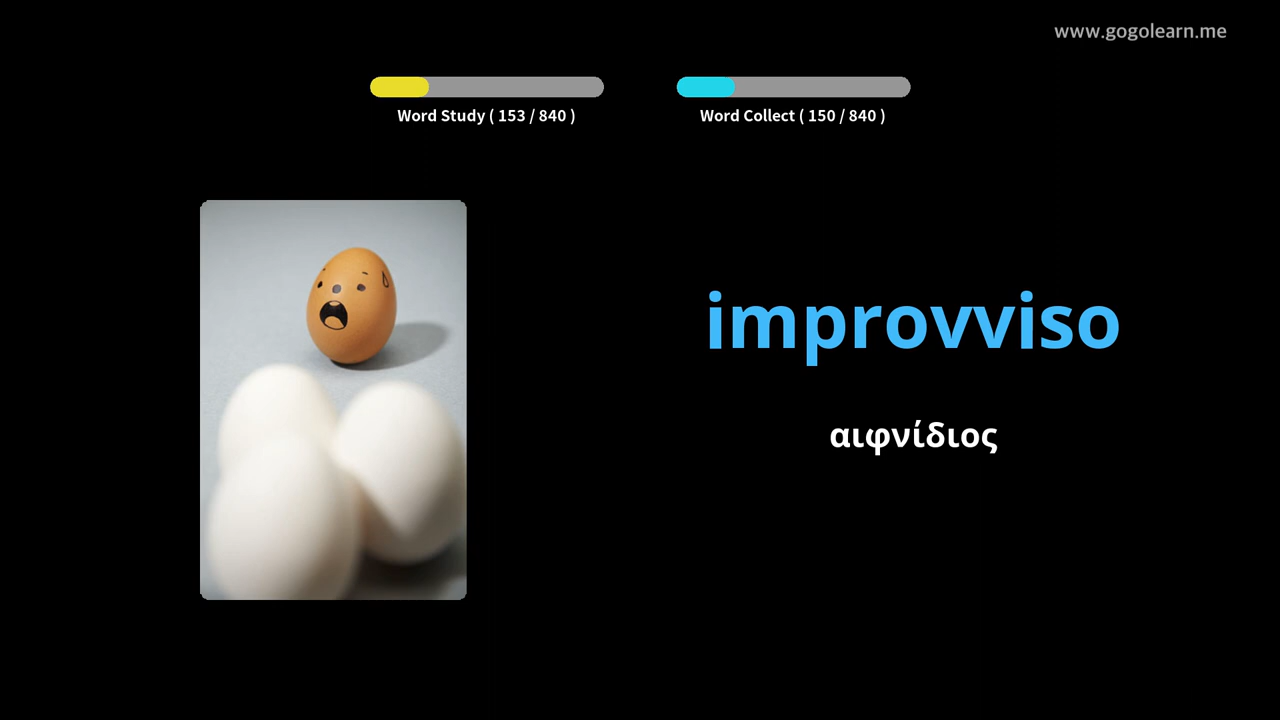 www.gogolearn.me
Word Study ( 153 / 840 )
Word Collect ( 150 / 840 )
improvviso
αιφνίδιος